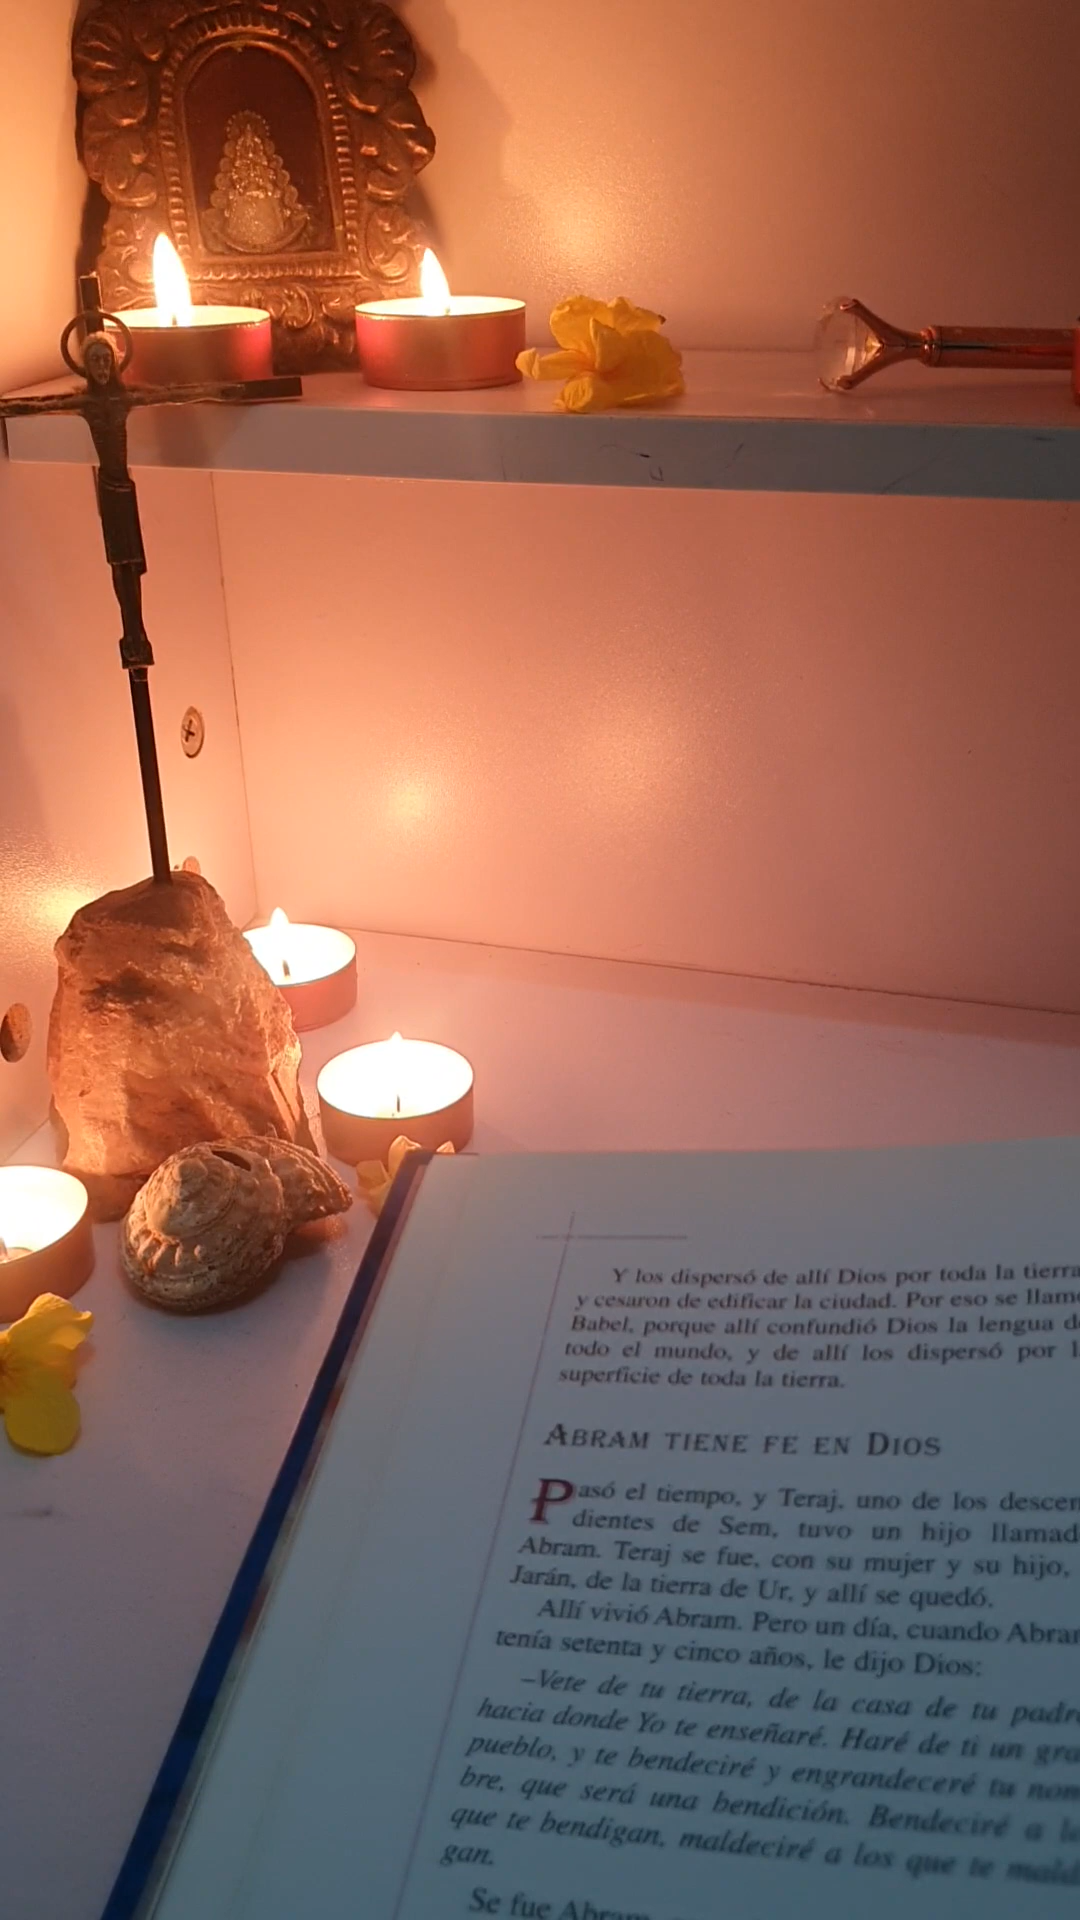 Y los dispersó de allí Dios por toda la tierra
y cesaron de edificar la ciudad. Por eso se llam
Babel, porque allí confundió Dios la lengua d
todo el mundo, y de allí los dispersó por l
superficie de toda la tierra.
ABRAM TIENE FE EN DIOS
Pasó el tiempo, y Teraj, uno de los descen
dientes de Sem, tuvo un hijo llamad
Abram. Teraj se fue, con su mujer y su hijo,
Jarán, de la tierra de Ur, y allí se quedó.
Allí vivió Abram. Pero un día, cuando Abram
tenía setenta y cinco años, le dijo Dios:
–Vete de tu tierra, de la casa de tu padre
hacia donde Yo te enseñaré. Haré de ti un gra
pueblo, y te bendeciré y engrandeceré tu nom
bre, que será una bendición. Bendeciré a lo
que te bendigan, maldeciré a los que te mald
gan.
Se fue Abram